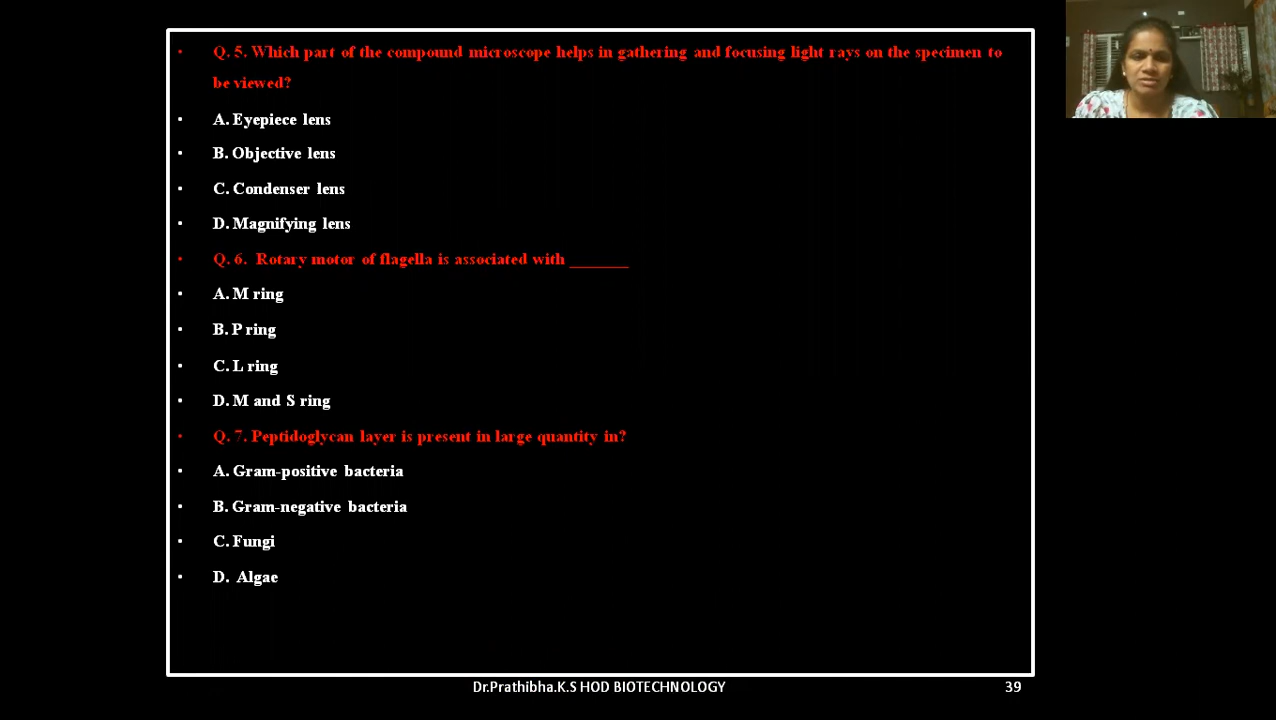 • Q. 5. Which part of the compound microscope helps in gathering and focusing light rays on the specimen to
be viewed?
• A. Eyepiece lens
• B. Objective lens
• C. Condenser lens
• D. Magnifying lens
• Q. 6. Rotary motor of flagella is associated with _______
• A. M ring
• B. P ring
• C. L ring
• D. M and S ring
• Q. 7. Peptidoglycan layer is present in large quantity in?
• A. Gram-positive bacteria
• B. Gram-negative bacteria
• C. Fungi
• D. Algae
Dr.Prathibha.K.S HOD BIOTECHNOLOGY 39